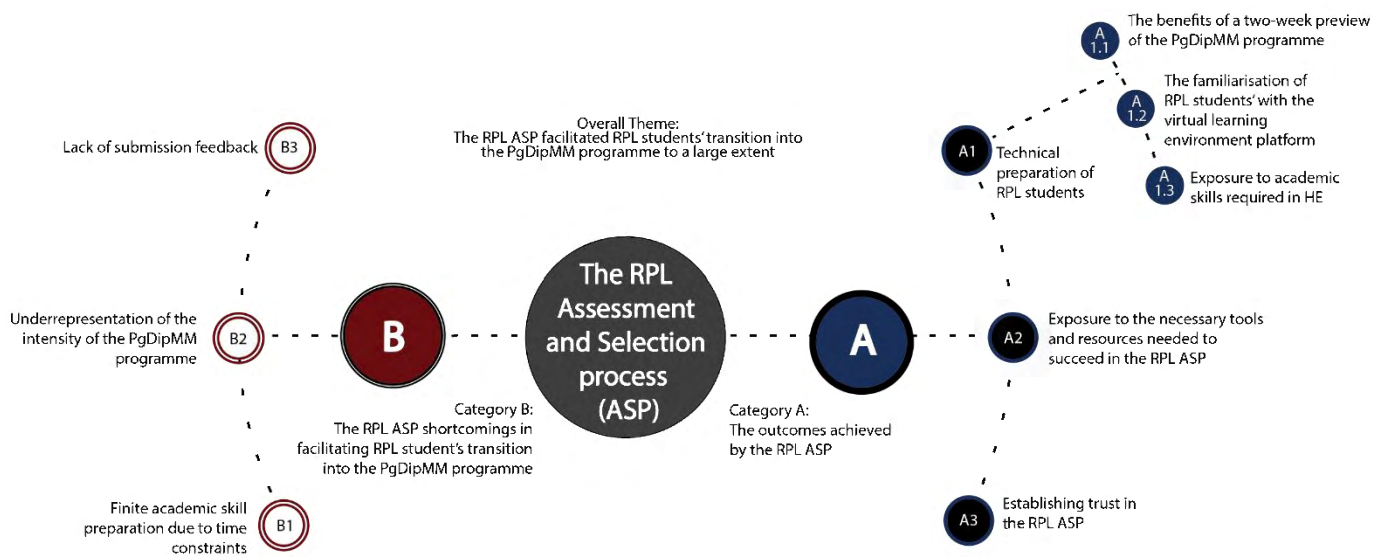 Overall Theme:
The RPL ASP facilitated RPL students' transition into
the PgDipMM programme to a large extent
The RPL
Assessment
and Selection
process
(ASP)
B
Category B:
The RPL ASP shortcomings in
facilitating RPL student's transition
into the PgDipMM programme
B3
Lack of submission feedback
B2
Underrepresentation of the
intensity of the PgDipMM
programme
B1
Finite academic skill
preparation due to time
constraints
A
Category A:
The outcomes achieved
by the RPL ASP
A1
Technical
preparation of
RPL students
A
1.1
The benefits of a two-week preview
of the PgDipMM programme
A
1.2
The familiarisation of
RPL students' with the
virtual learning
environment platform
A
1.3
Exposure to academic
skills required in HE
A2
Exposure to the necessary tools
and resources needed to
succeed in the RPL ASP
A3
Establishing trust in
the RPL ASP